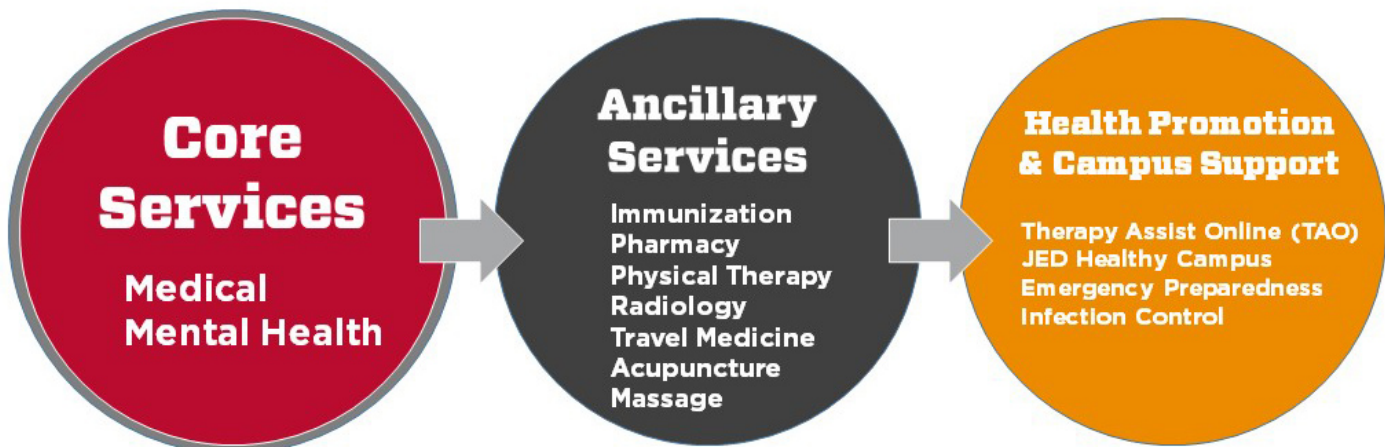 Core
Services
Medical
Mental Health
Ancillary
Services
Immunization
Pharmacy
Physical Therapy
Radiology
Travel Medicine
Acupuncture
Massage
Health Promotion
& Campus Support
Therapy Assist Online (TAO)
JED Healthy Campus
Emergency Preparedness
Infection Control